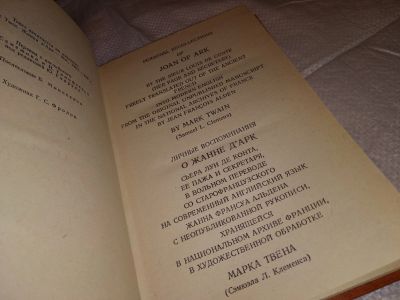 Художник Г. С. Фролов
PERSONAL RECOLLECTIONS
OF
JOAN OF ARK
BY THE SIEUR LOUIS DE CONTE
(HER PAGE AND SECRETARY)
FREELY TRANSLATED OUT OF THE ANCIENT
FRENCH
INTO MODERN ENGLISH
FROM THE ORIGINAL UNPUBLISHED MANUSCRIPT
IN THE NATIONAL ARCHIVES OF FRANCE
BY JEAN FRANÇOIS ALDEN
BY MARK TWAIN
(Samuel L. Clemens)
ЛИЧНЫЕ ВОСПОМИНАНИЯ
О ЖАННЕ Д'АРК
СЬЕРА ЛУИ ДЕ КОНТА,
ЕЕ ПАЖА И СЕКРЕТАРЯ,
В ВОЛЬНОМ ПЕРЕВОДЕ
СО СТАРОФРАНЦУЗСКОГО
НА СОВРЕМЕННЫЙ АНГЛИЙСКИЙ ЯЗЫК
ЖАННА ФРАНСУА АЛЬДЕНА
С НЕОПУБЛИКОВАННОЙ РУКОПИСИ,
ХРАНЯЩЕЙСЯ
В НАЦИОНАЛЬНОМ АРХИВЕ ФРАНЦИИ,
В ХУДОЖЕСТВЕННОЙ ОБРАБОТКЕ
МАРКА ТВЕНА
(Сэмюэла Л. Клеменса)